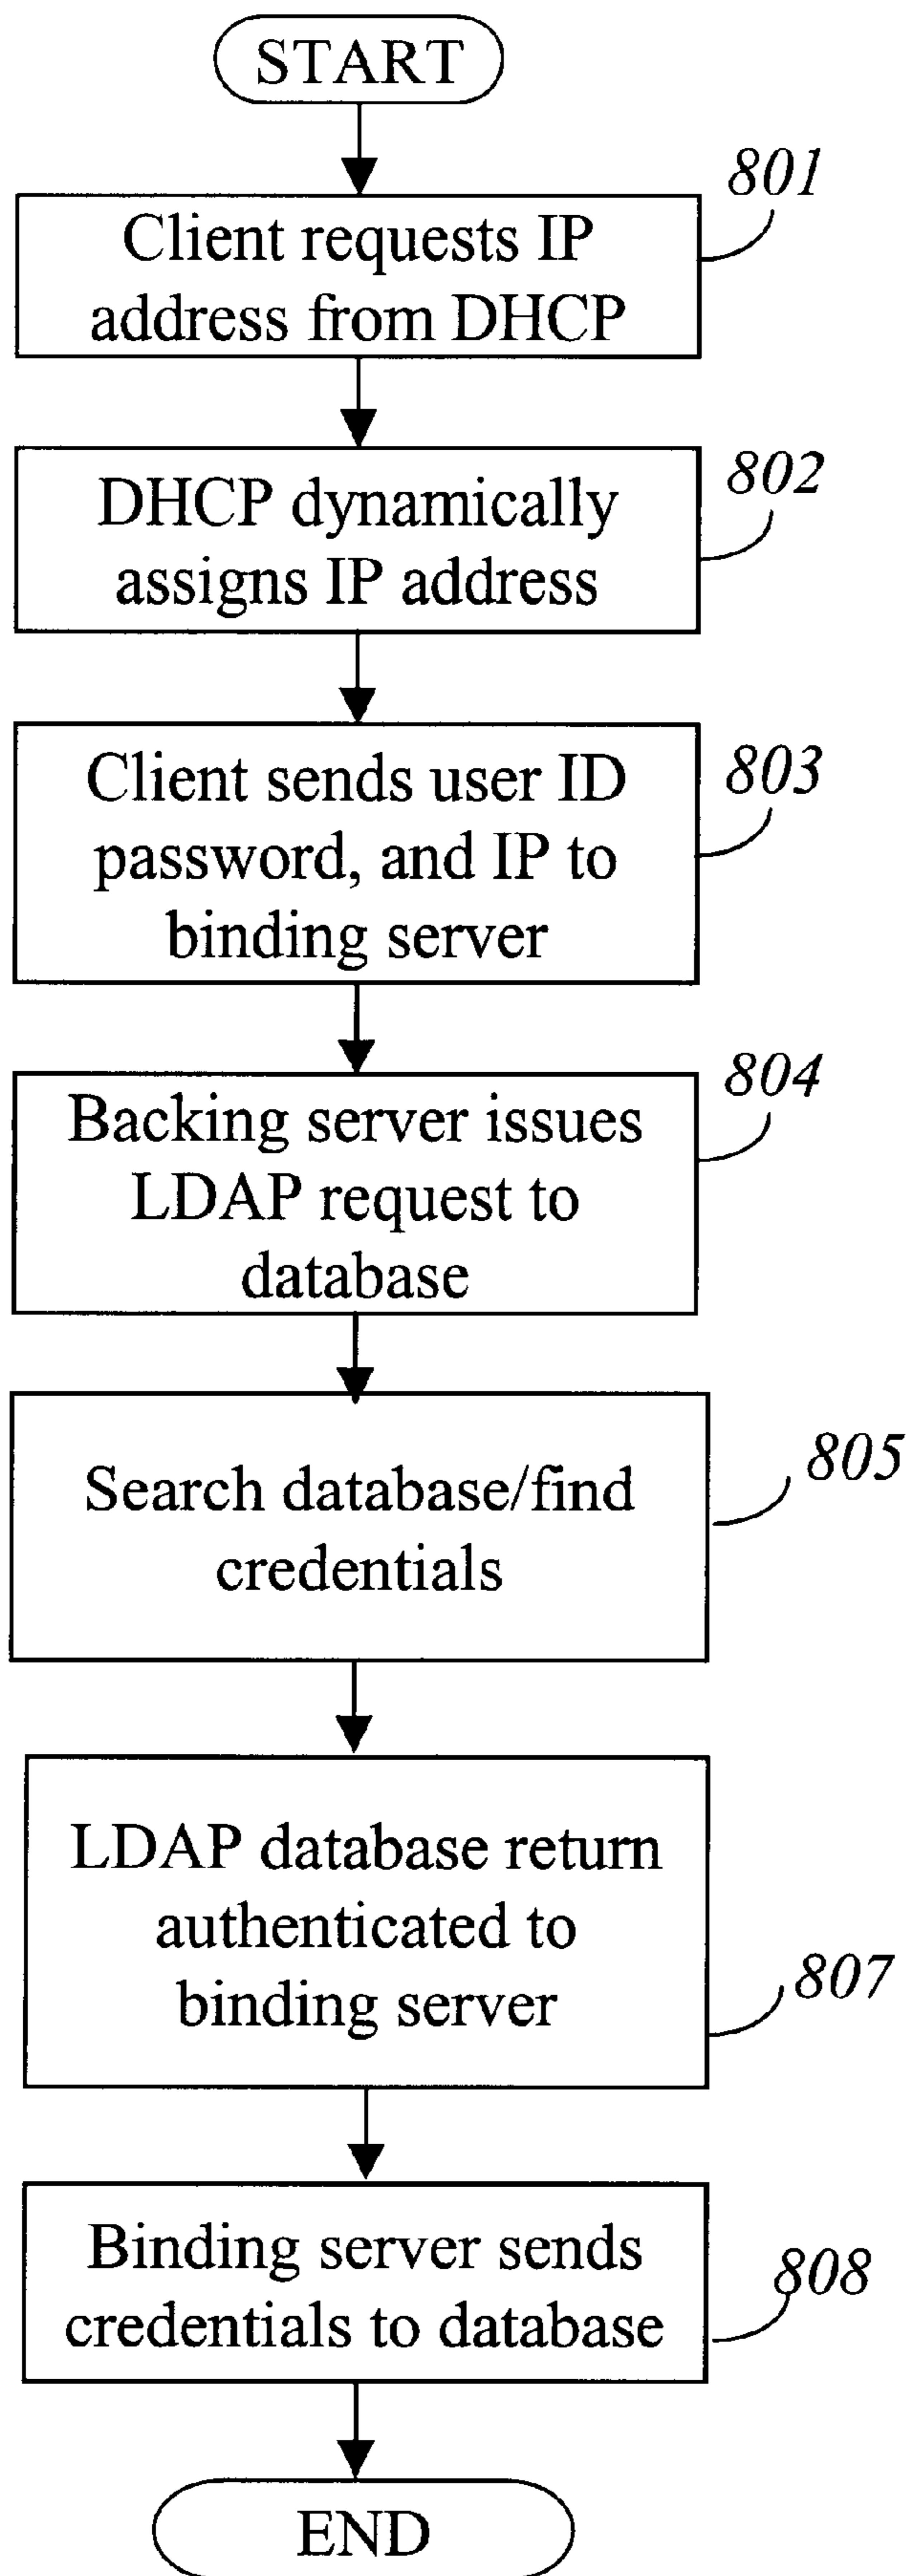 START
801
Client requests IP
address from DHCP
802
DHCP dynamically
assigns IP address
803
Client sends user ID
password, and IP to
binding server
804
Backing server issues
LDAP request to
database
805
Search database/find
credentials
LDAP database return
authenticated to
binding server
807
Binding server sends
credentials to database
808
END